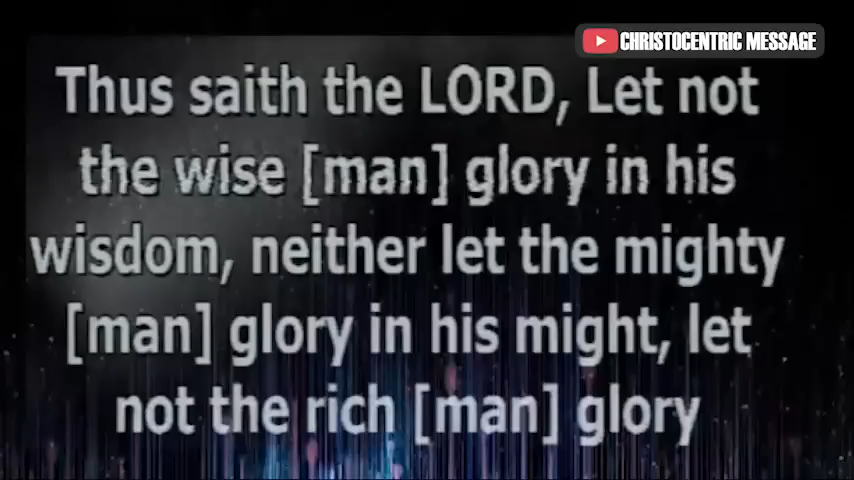 CHRISTOCENTRIC MESSAGE
Thus saith the LORD, Let not
the wise [man] glory in his
wisdom, neither let the mighty
[man] glory in his might, let
not the rich [man] glory